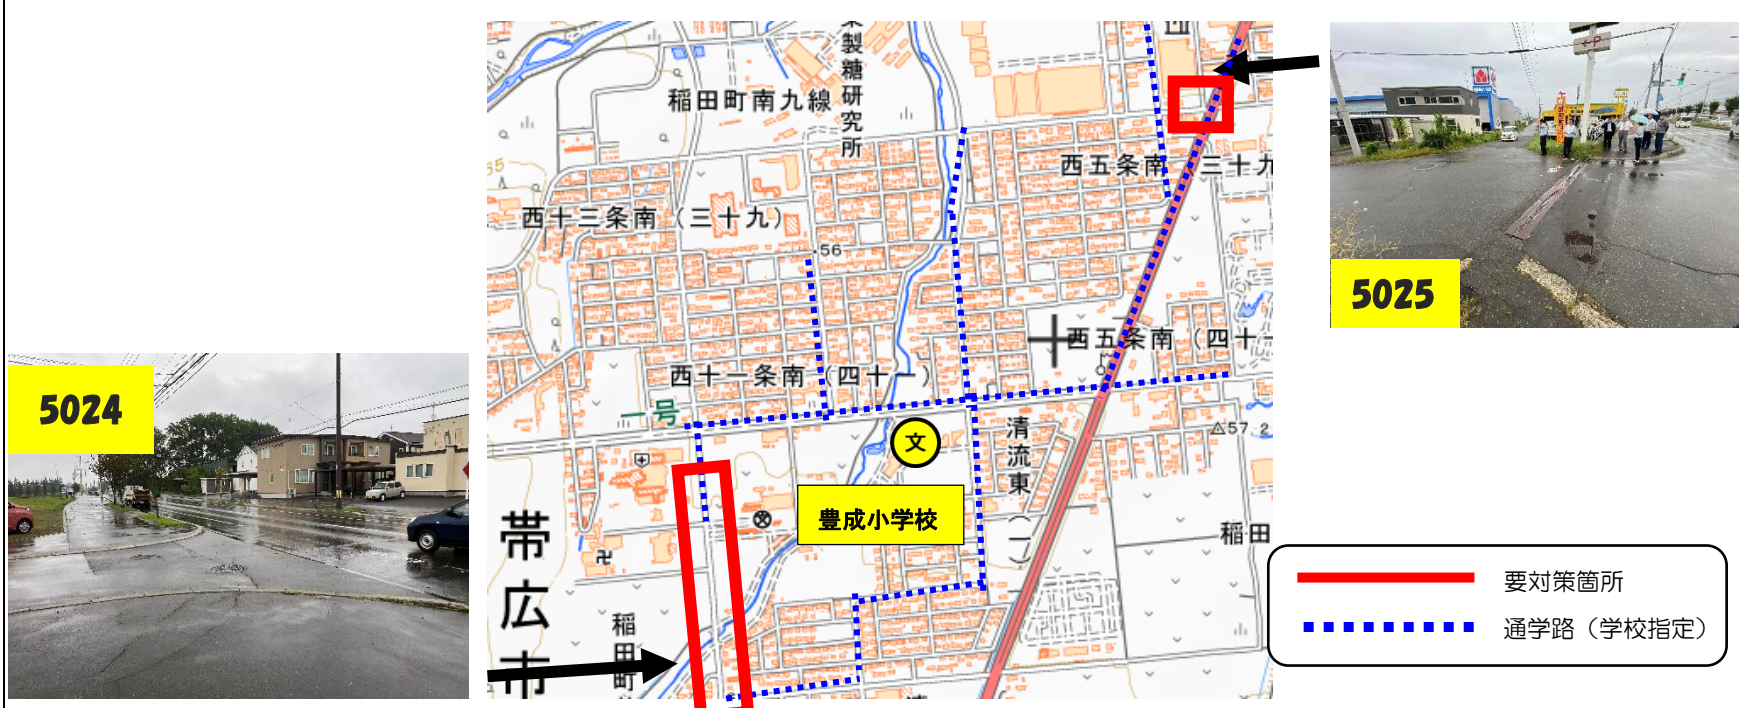 米製糖研究所
稲田町南九線
65
西五条南
三十九
西十三条南(三十九)
56
5025
西五条南(四十一
5024
西十一条南(四十一)
一号
文
57.2
清流東(一)
豊成小学校
帯広市
稲田
稲田町
要対策箇所
通学路(学校指定)
P